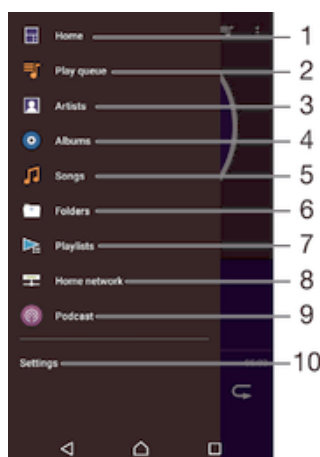 Home 1
Play queue 2
Artists 3
Albums 4
Songs 5
Folders 6
Playlists 7
Home network 8
Podcast 9
Settings 10